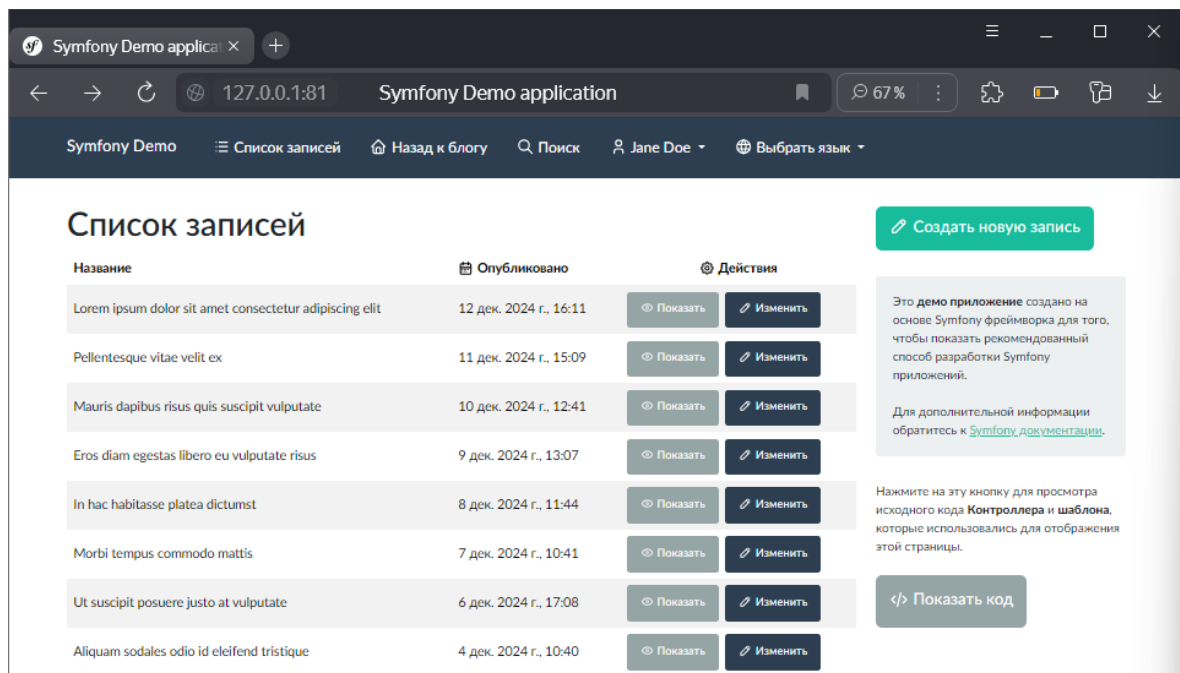 Symfony Demo applicat
127.0.0.1:81 Symfony Demo application 67 %
Symfony Demo Список записей Назад к блогу Поиск Jane Doe Выбрать язык
Список записей
Название Опубликовано Действия
Lorem ipsum dolor sit amet consectetur adipiscing elit 12 дек. 2024 г., 16:11 Показать Изменить
Pellentesque vitae velit ex 11 дек. 2024 г., 15:09 Показать Изменить
Mauris dapibus risus quis suscipit vulputate 10 дек. 2024 г., 12:41 Показать Изменить
Eros diam egestas libero eu vulputate risus 9 дек. 2024 г., 13:07 Показать Изменить
In hac habitasse platea dictumst 8 дек. 2024 г., 11:44 Показать Изменить
Morbi tempus commodo mattis 7 дек. 2024 г., 10:41 Показать Изменить
Ut suscipit posuere justo at vulputate 6 дек. 2024 г., 17:08 Показать Изменить
Aliquam sodales odio id eleifend tristique 4 дек. 2024 г., 10:40 Показать Изменить
Создать новую запись
Это демо приложение создано на
основе Symfony фреймворка для того,
чтобы показать рекомендованный
способ разработки Symfony
приложений.
Для дополнительной информации
обратитесь к Symfony документации.
Нажмите на эту кнопку для просмотра
исходного кода Контроллера и шаблона,
которые использовались для отображения
этой страницы.
</> Показать код